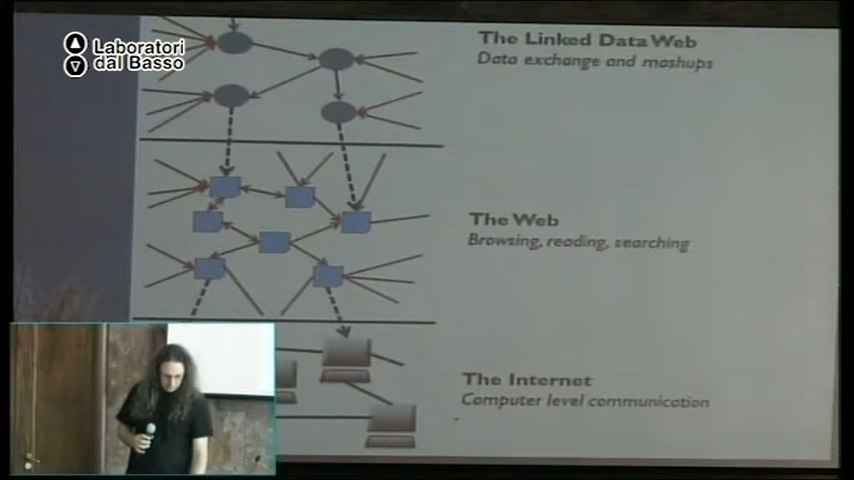 Laboratori
dal Basso
The Linked Data Web
Data exchange and mashups
The Web
Browsing, reading, searching
The Internet
Computer level communication